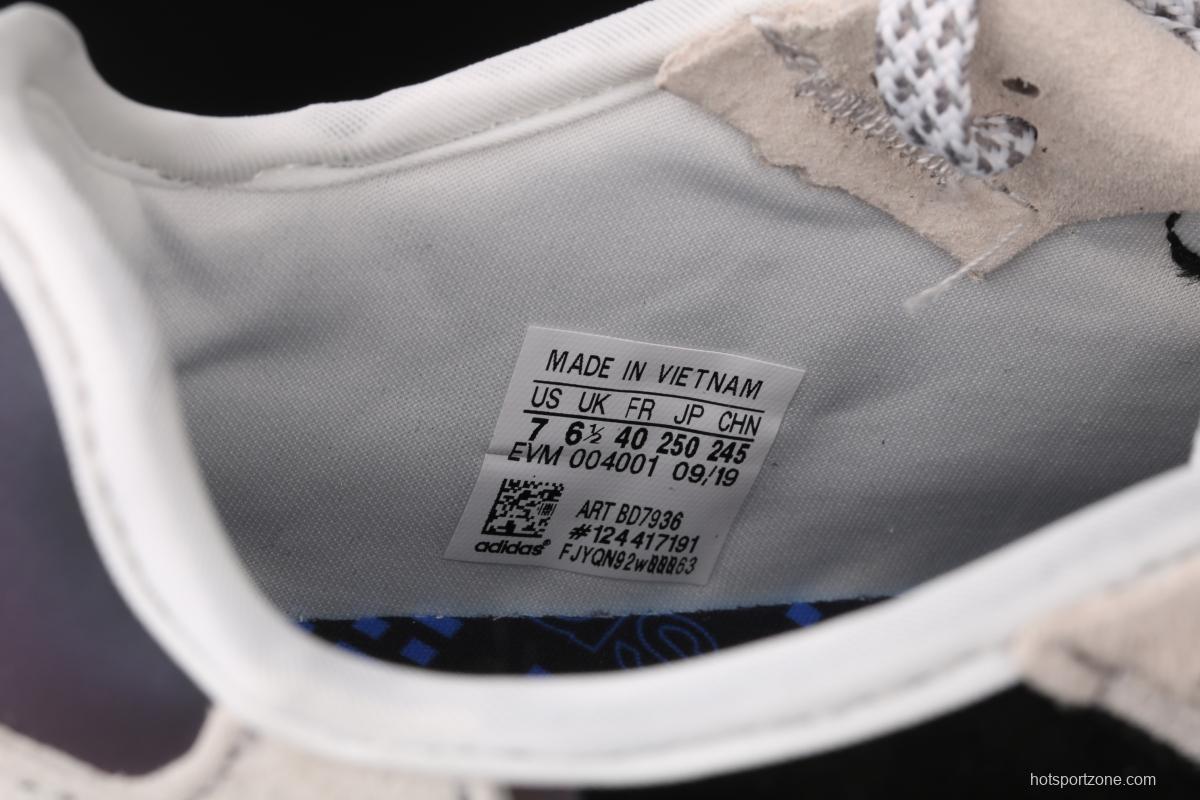 MADE IN VIETNAM
US UK FR JP CHN
7 6½ 40 250 245
EVM 004001 09/19
ART BD7936
#124417191
adidas®
hotsportzone.com